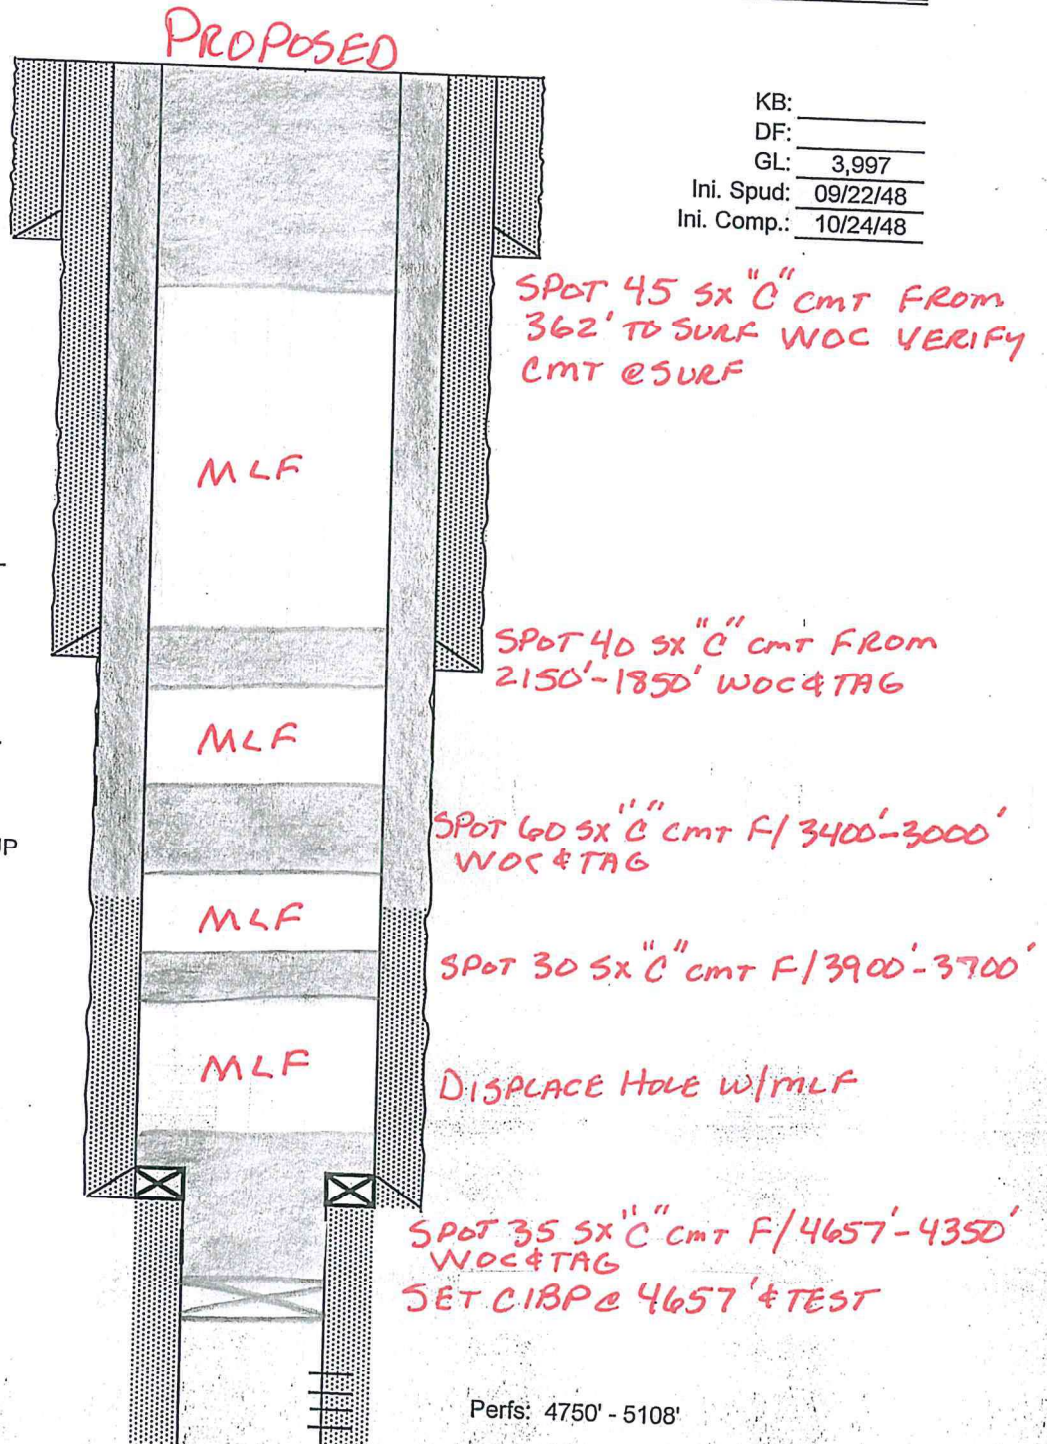 PROPOSED
KB:
DF:
GL: 3,997
Ini. Spud: 09/22/48
Ini. Comp.: 10/24/48
SPOT 45 SX "C" CMT FROM
362' TO SURF WOC VERIFY
CMT @ SURF
MLF
SPOT 40 SX "C" CMT FROM
2150'-1850' WOC & TAG
MLF
SPOT 60 SX "C" CMT F/ 3400'-3000'
WOC & TAG
UP
MLF
SPOT 30 SX "C" CMT F/ 3900'-3700'
MLF
DISPLACE HOLE W/MLF
SPOT 35 SX "C" CMT F/ 4657'-4350'
WOC & TAG
SET CIBP @ 4657' & TEST
Perfs: 4750' - 5108'